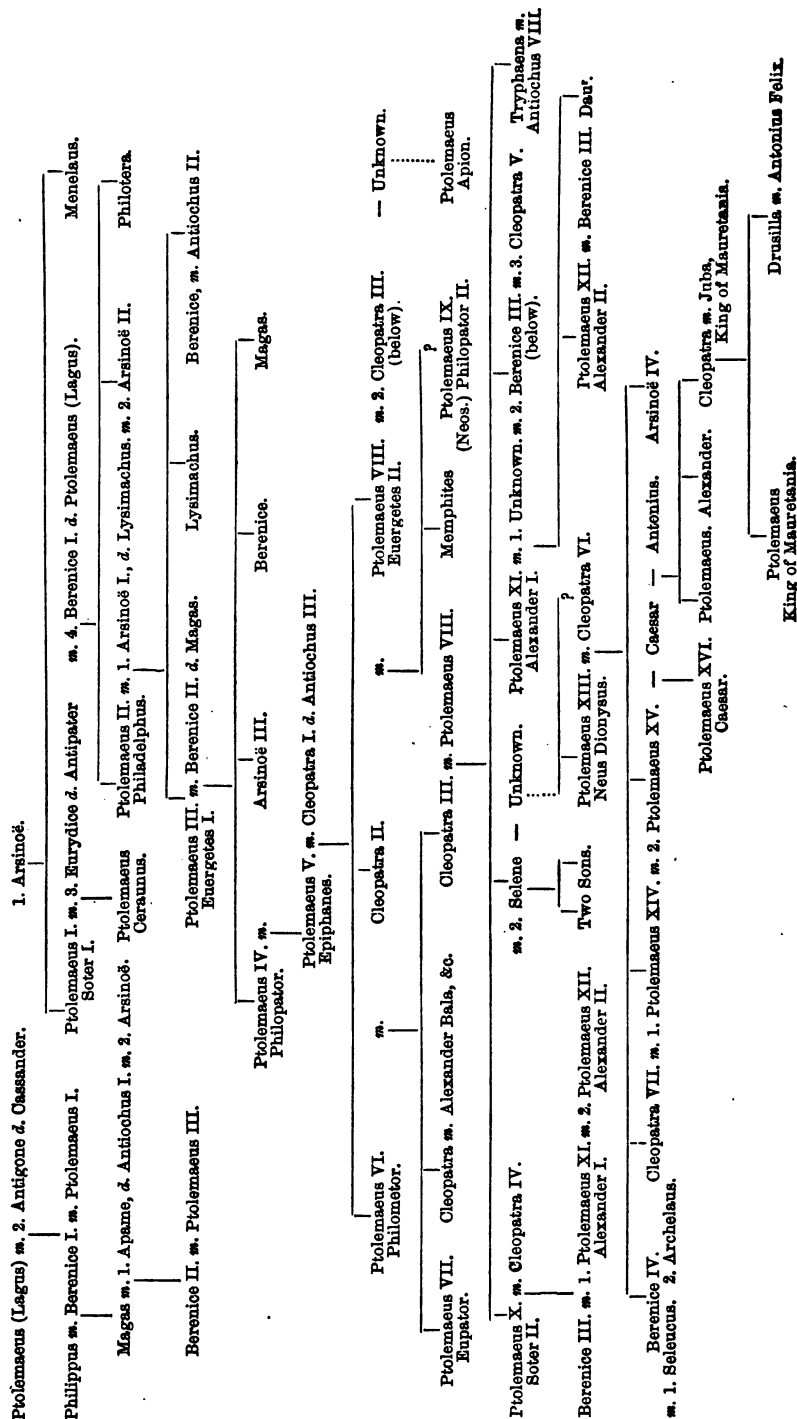 Ptolemaeus (Lagus) m. 2. Antigone d. Cassander. 1. Arsinoë.
Philippus m. Berenice I. m. Ptolemaeus I. Ptolemaeus I. m. 3. Eurydice d. Antipater m. 4. Berenice I. d. Ptolemaeus (Lagus). Menelaus.
Soter I.
Magas m. 1. Apame, d. Antiochus I. m. 2. Arsinoë. Ptolemaeus Ptolemaeus II. m. 1. Arsinoë I., d. Lysimachus. m. 2. Arsinoë II. Philotera.
Ceraunus. Philadelphus.
Berenice II. m. Ptolemaeus III. Ptolemaeus III. m. Berenice II. d. Magas. Lysimachus. Berenice, m. Antiochus II.
Euergetes I.
Ptolemaeus IV. m. Arsinoë III. Berenice. Magas.
Philopator.
Ptolemaeus V. m. Cleopatra I. d. Antiochus III.
Epiphanes.
Ptolemaeus VI. m. Cleopatra II. m. Ptolemaeus VIII. m. 2. Cleopatra III. — Unknown.
Philometor. Euergetes II. (below).
Ptolemaeus VII. Cleopatra m. Alexander Bala, &c. Cleopatra III. m. Ptolemaeus VIII. Memphites Ptolemaeus IX. ? Ptolemaeus
Eupator. (Neos.) Philopator II. Apion.
Ptolemaeus X. m. Cleopatra IV. m. 2. Selene — Unknown. Ptolemaeus XI. m. 1. Unknown. m. 2. Berenice III. m. 3. Cleopatra V. Tryphaena m.
Soter II. Alexander I. (below). Antiochus VIII.
Berenice III. m. 1. Ptolemaeus XI. m. 2. Ptolemaeus XII. Two Sons. Ptolemaeus XIII. m. Cleopatra VI. ? Ptolemaeus XII. m. Berenice III. Dauʳ.
Alexander I. Alexander II. Neus Dionysus. Alexander II.
Berenice IV. Cleopatra VII. m. 1. Ptolemaeus XIV. m. 2. Ptolemaeus XV. — Caesar — Antonius. Arsinoë IV.
m. 1. Seleucus. 2. Archelaus.
Ptolemaeus XVI. Ptolemaeus. Alexander. Cleopatra m. Juba,
Caesar. King of Mauretania.
Ptolemaeus Drusilla m. Antonius Felix.
King of Mauretania.